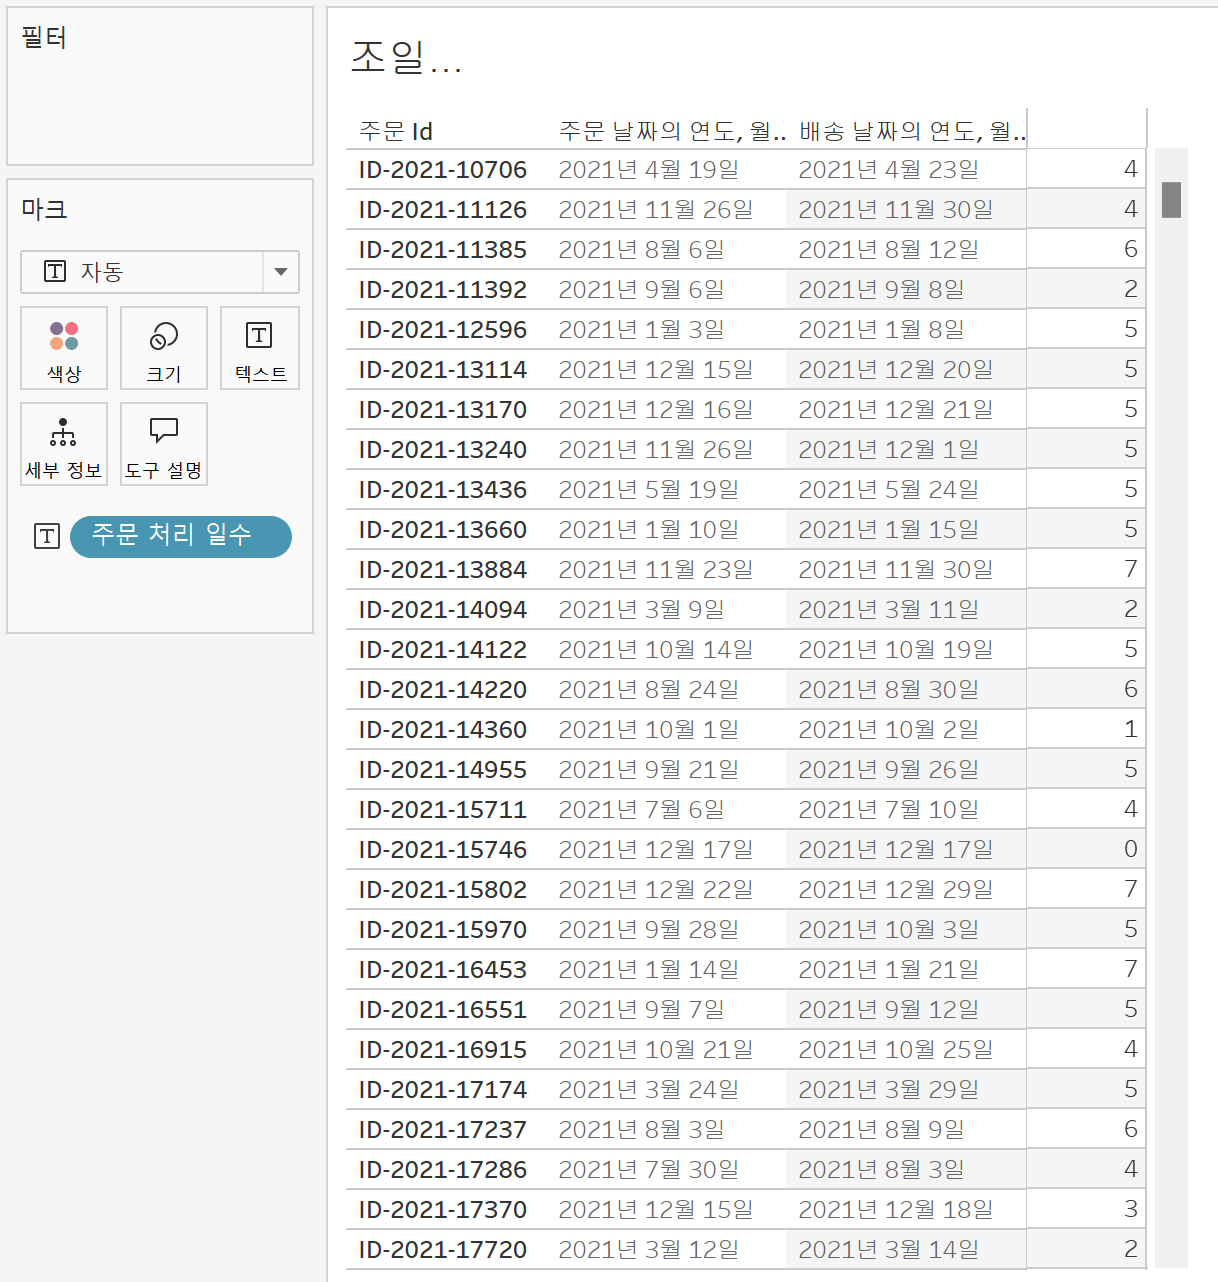 필터
마크
자동
색상 크기 텍스트
세부 정보 도구 설명
주문 처리 일수
조일...
주문 Id 주문 날짜의 연도, 월.. 배송 날짜의 연도, 월..
ID-2021-10706 2021년 4월 19일 2021년 4월 23일 4
ID-2021-11126 2021년 11월 26일 2021년 11월 30일 4
ID-2021-11385 2021년 8월 6일 2021년 8월 12일 6
ID-2021-11392 2021년 9월 6일 2021년 9월 8일 2
ID-2021-12596 2021년 1월 3일 2021년 1월 8일 5
ID-2021-13114 2021년 12월 15일 2021년 12월 20일 5
ID-2021-13170 2021년 12월 16일 2021년 12월 21일 5
ID-2021-13240 2021년 11월 26일 2021년 12월 1일 5
ID-2021-13436 2021년 5월 19일 2021년 5월 24일 5
ID-2021-13660 2021년 1월 10일 2021년 1월 15일 5
ID-2021-13884 2021년 11월 23일 2021년 11월 30일 7
ID-2021-14094 2021년 3월 9일 2021년 3월 11일 2
ID-2021-14122 2021년 10월 14일 2021년 10월 19일 5
ID-2021-14220 2021년 8월 24일 2021년 8월 30일 6
ID-2021-14360 2021년 10월 1일 2021년 10월 2일 1
ID-2021-14955 2021년 9월 21일 2021년 9월 26일 5
ID-2021-15711 2021년 7월 6일 2021년 7월 10일 4
ID-2021-15746 2021년 12월 17일 2021년 12월 17일 0
ID-2021-15802 2021년 12월 22일 2021년 12월 29일 7
ID-2021-15970 2021년 9월 28일 2021년 10월 3일 5
ID-2021-16453 2021년 1월 14일 2021년 1월 21일 7
ID-2021-16551 2021년 9월 7일 2021년 9월 12일 5
ID-2021-16915 2021년 10월 21일 2021년 10월 25일 4
ID-2021-17174 2021년 3월 24일 2021년 3월 29일 5
ID-2021-17237 2021년 8월 3일 2021년 8월 9일 6
ID-2021-17286 2021년 7월 30일 2021년 8월 3일 4
ID-2021-17370 2021년 12월 15일 2021년 12월 18일 3
ID-2021-17720 2021년 3월 12일 2021년 3월 14일 2